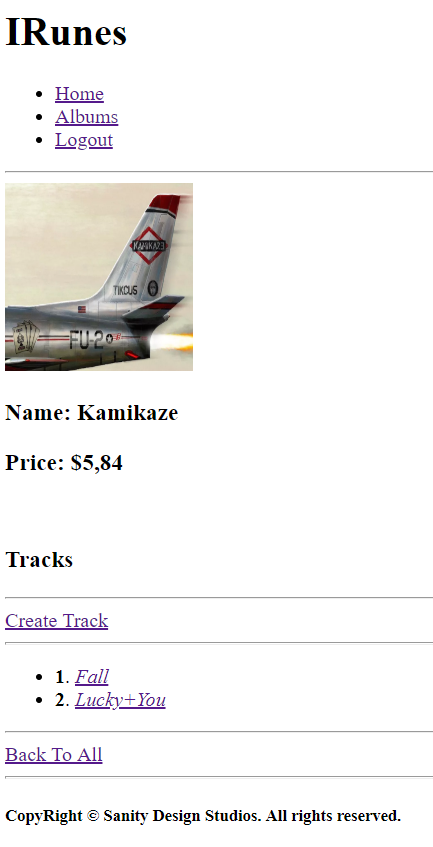 IRunes
Home
Albums
Logout
KAMIKAZE
TIKCUS
FU-2
Name: Kamikaze
Price: $5,84
Tracks
Create Track
1. Fall
2. Lucky+You
Back To All
CopyRight © Sanity Design Studios. All rights reserved.